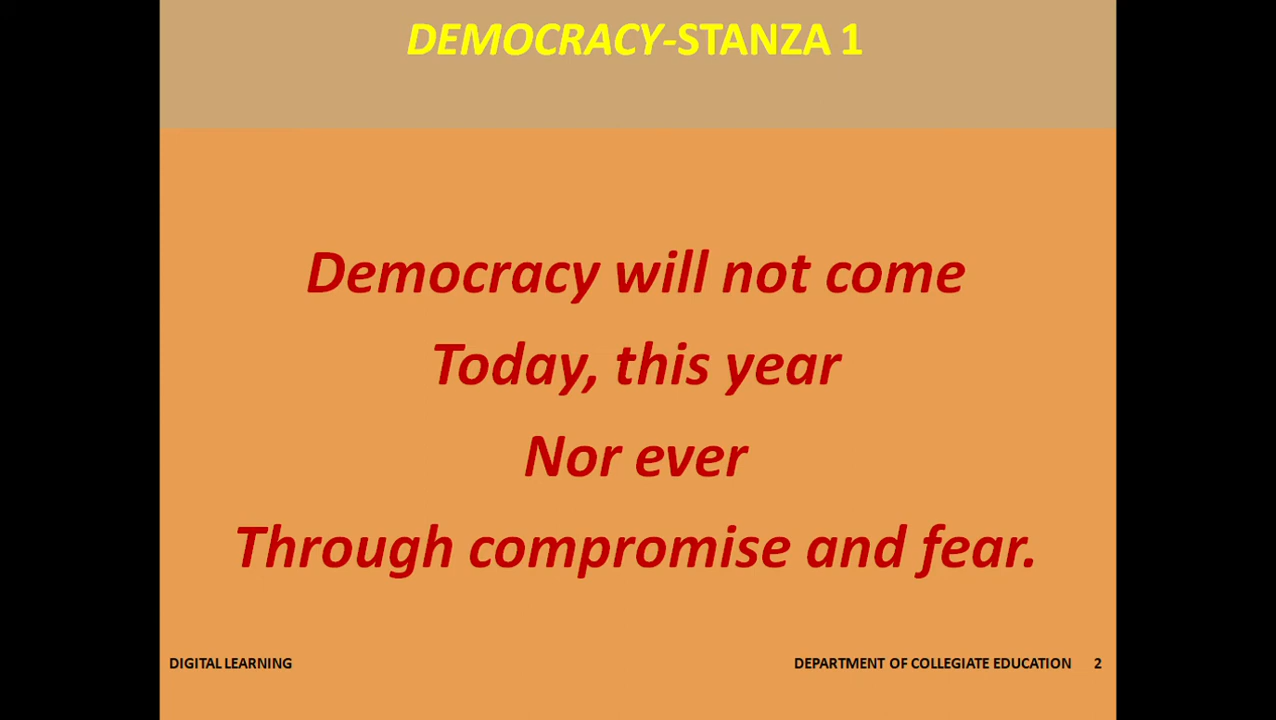 DEMOCRACY-STANZA 1
Democracy will not come
Today, this year
Nor ever
Through compromise and fear.
DIGITAL LEARNING
DEPARTMENT OF COLLEGIATE EDUCATION 2